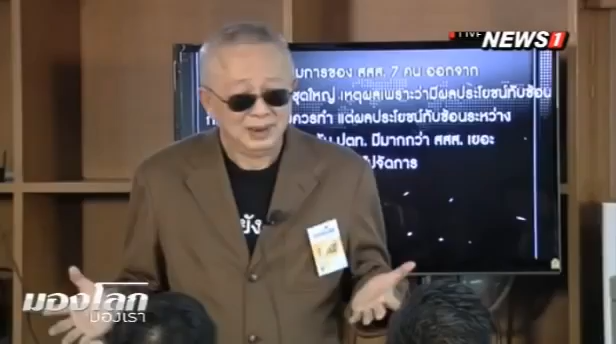 LIVE NEWS1
มการของ สสส. 7 คน ออกจาก
ชุดใหญ่ เหตุผลเพราะว่ามีผลประโยชน์ทับซ้อน
ควรทำ แต่ผลประโยชน์ทับซ้อนระหว่าง
ปตท. มีมากกว่า สสส. เยอะ
ปจัดการ
ยัง
มองโลก
มองเรา